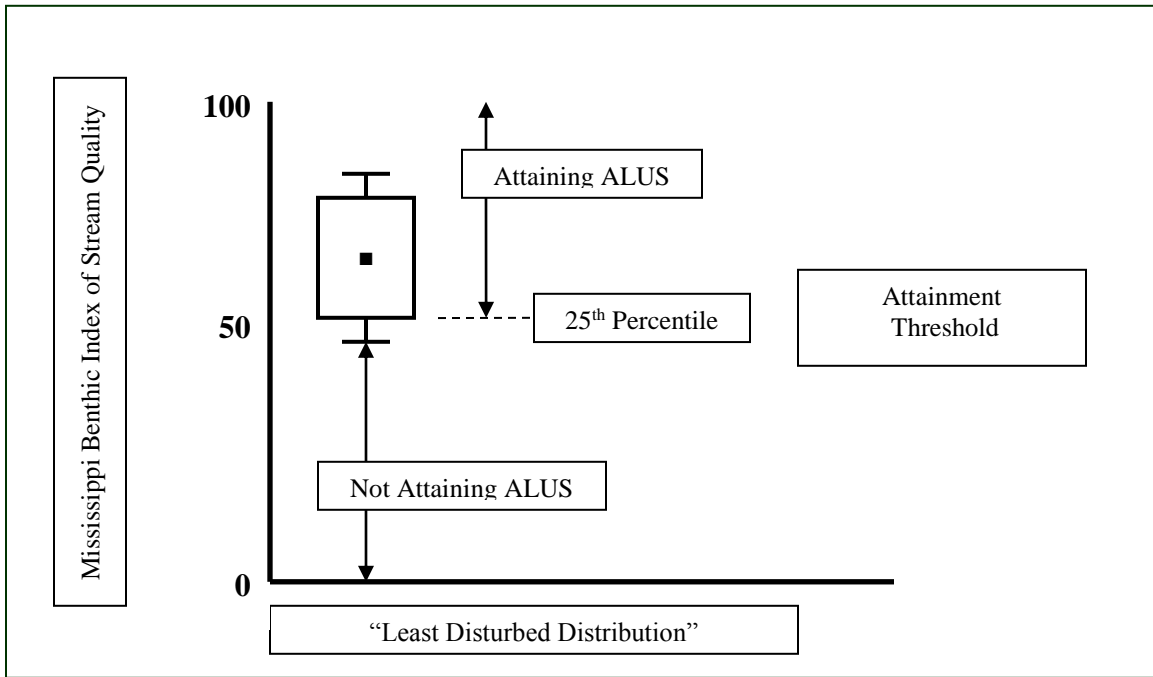 Mississippi Benthic Index of Stream Quality
100
Attaining ALUS
25th Percentile
Attainment
Threshold
50
Not Attaining ALUS
0
“Least Disturbed Distribution”